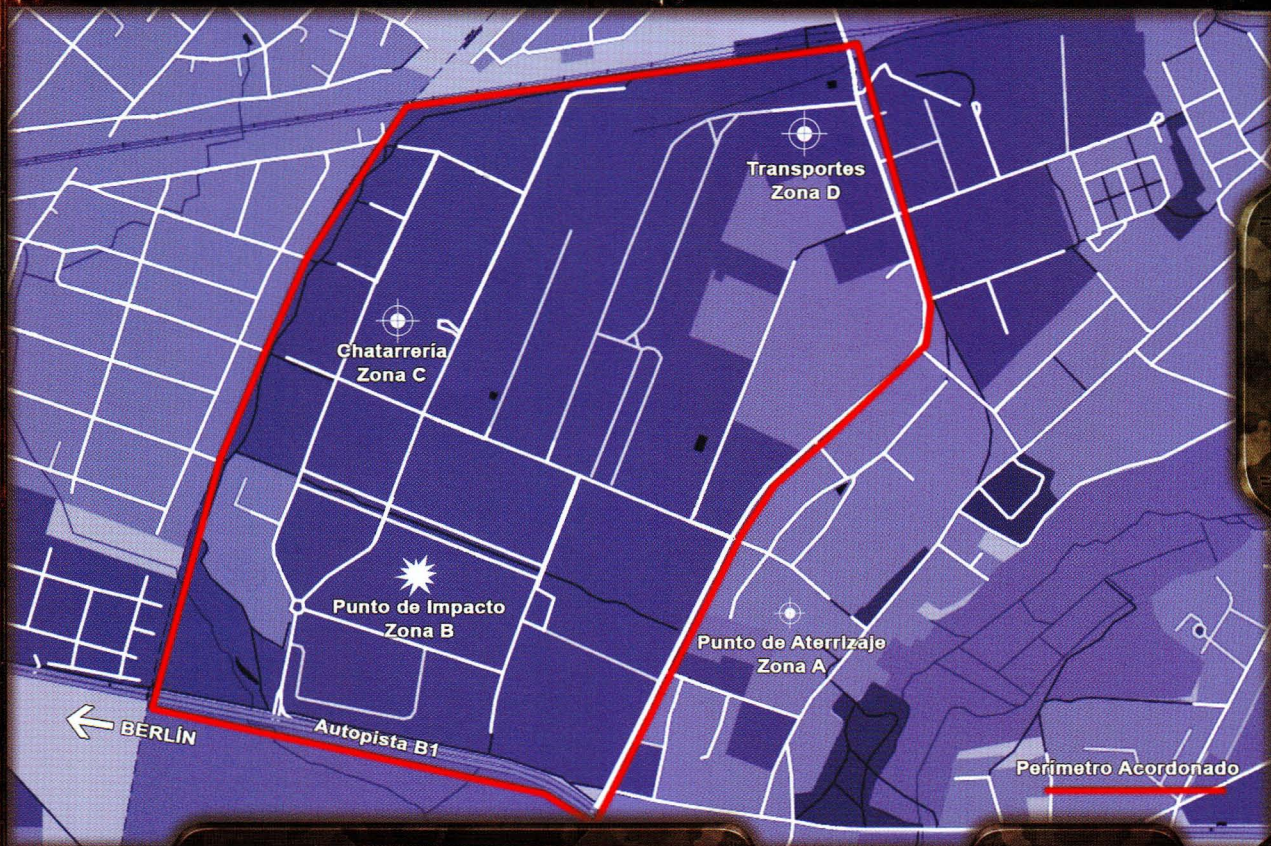 Transportes
Zona D
Chatarrería
Zona C
Punto de Impacto
Zona B
Punto de Aterrizaje
Zona A
BERLÍN
Autopista B1
Perímetro Acordonado